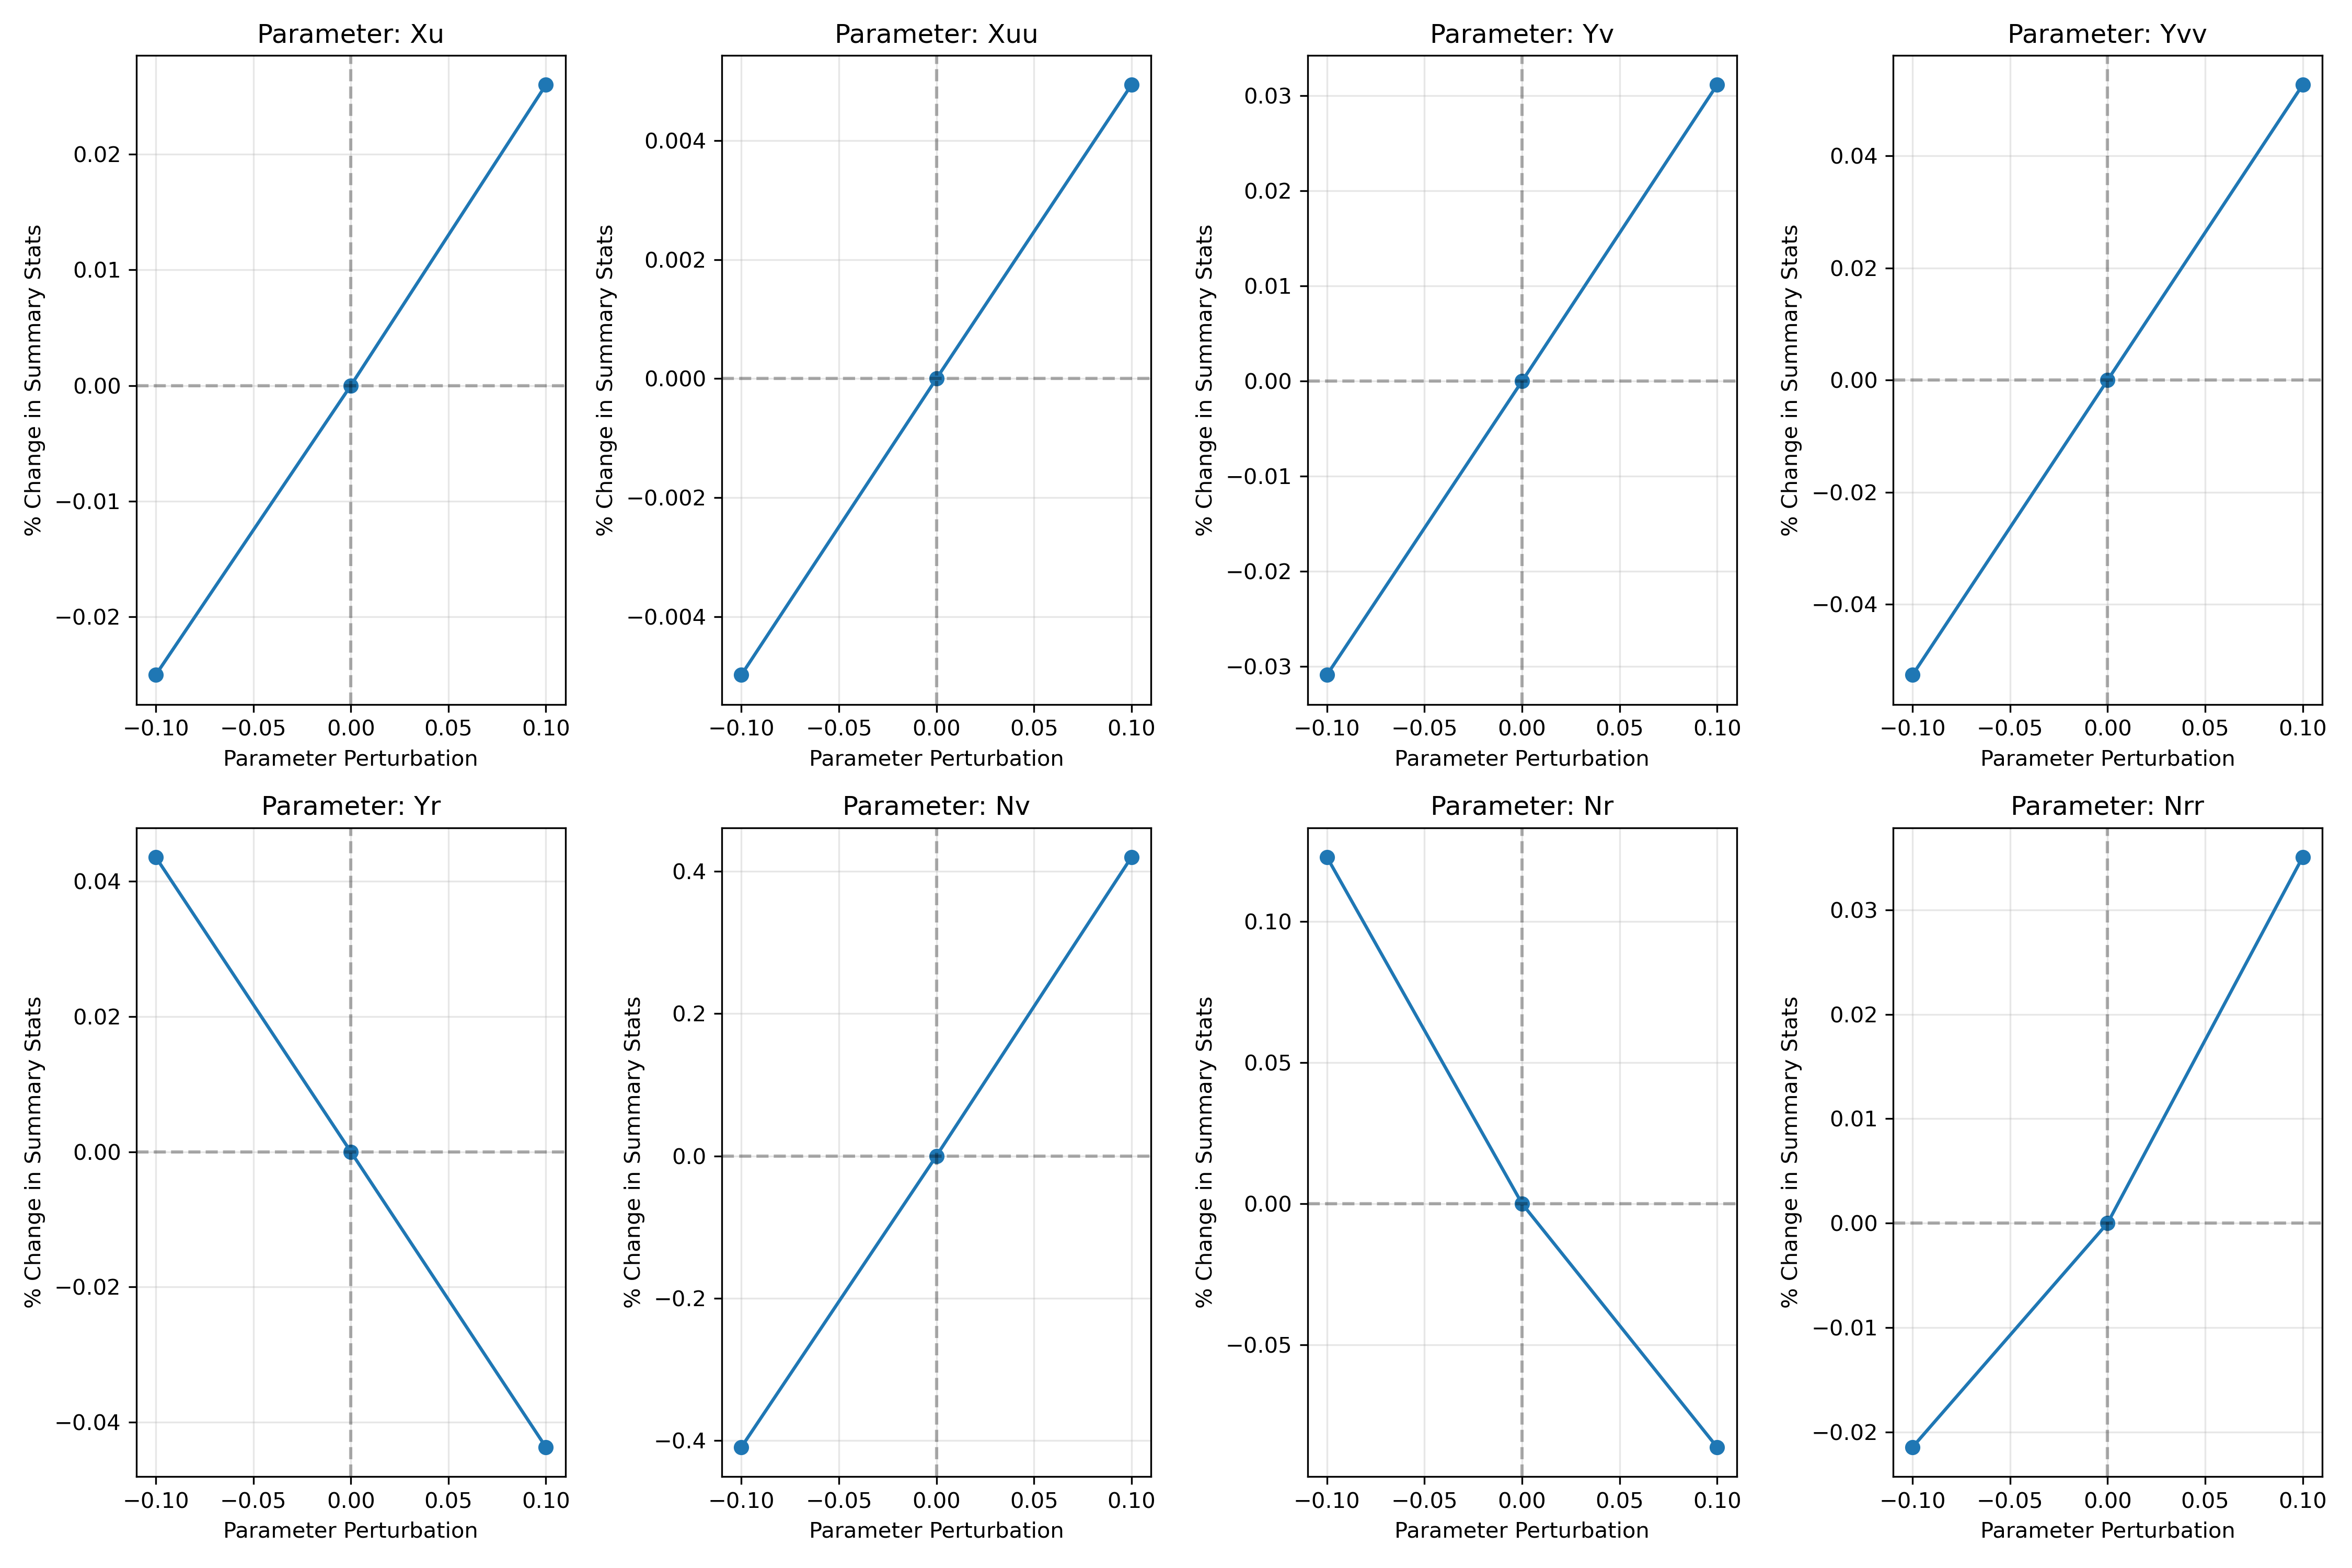 Parameter: Xu
% Change in Summary Stats
0.02
0.01
0.00
−0.01
−0.02
−0.10 −0.05 0.00 0.05 0.10
Parameter Perturbation
Parameter: Xuu
% Change in Summary Stats
0.004
0.002
0.000
−0.002
−0.004
−0.10 −0.05 0.00 0.05 0.10
Parameter Perturbation
Parameter: Yv
% Change in Summary Stats
0.03
0.02
0.01
0.00
−0.01
−0.02
−0.03
−0.10 −0.05 0.00 0.05 0.10
Parameter Perturbation
Parameter: Yvv
% Change in Summary Stats
0.04
0.02
0.00
−0.02
−0.04
−0.10 −0.05 0.00 0.05 0.10
Parameter Perturbation
Parameter: Yr
% Change in Summary Stats
0.04
0.02
0.00
−0.02
−0.04
−0.10 −0.05 0.00 0.05 0.10
Parameter Perturbation
Parameter: Nv
% Change in Summary Stats
0.4
0.2
0.0
−0.2
−0.4
−0.10 −0.05 0.00 0.05 0.10
Parameter Perturbation
Parameter: Nr
% Change in Summary Stats
0.10
0.05
0.00
−0.05
−0.10 −0.05 0.00 0.05 0.10
Parameter Perturbation
Parameter: Nrr
% Change in Summary Stats
0.03
0.02
0.01
0.00
−0.01
−0.02
−0.10 −0.05 0.00 0.05 0.10
Parameter Perturbation